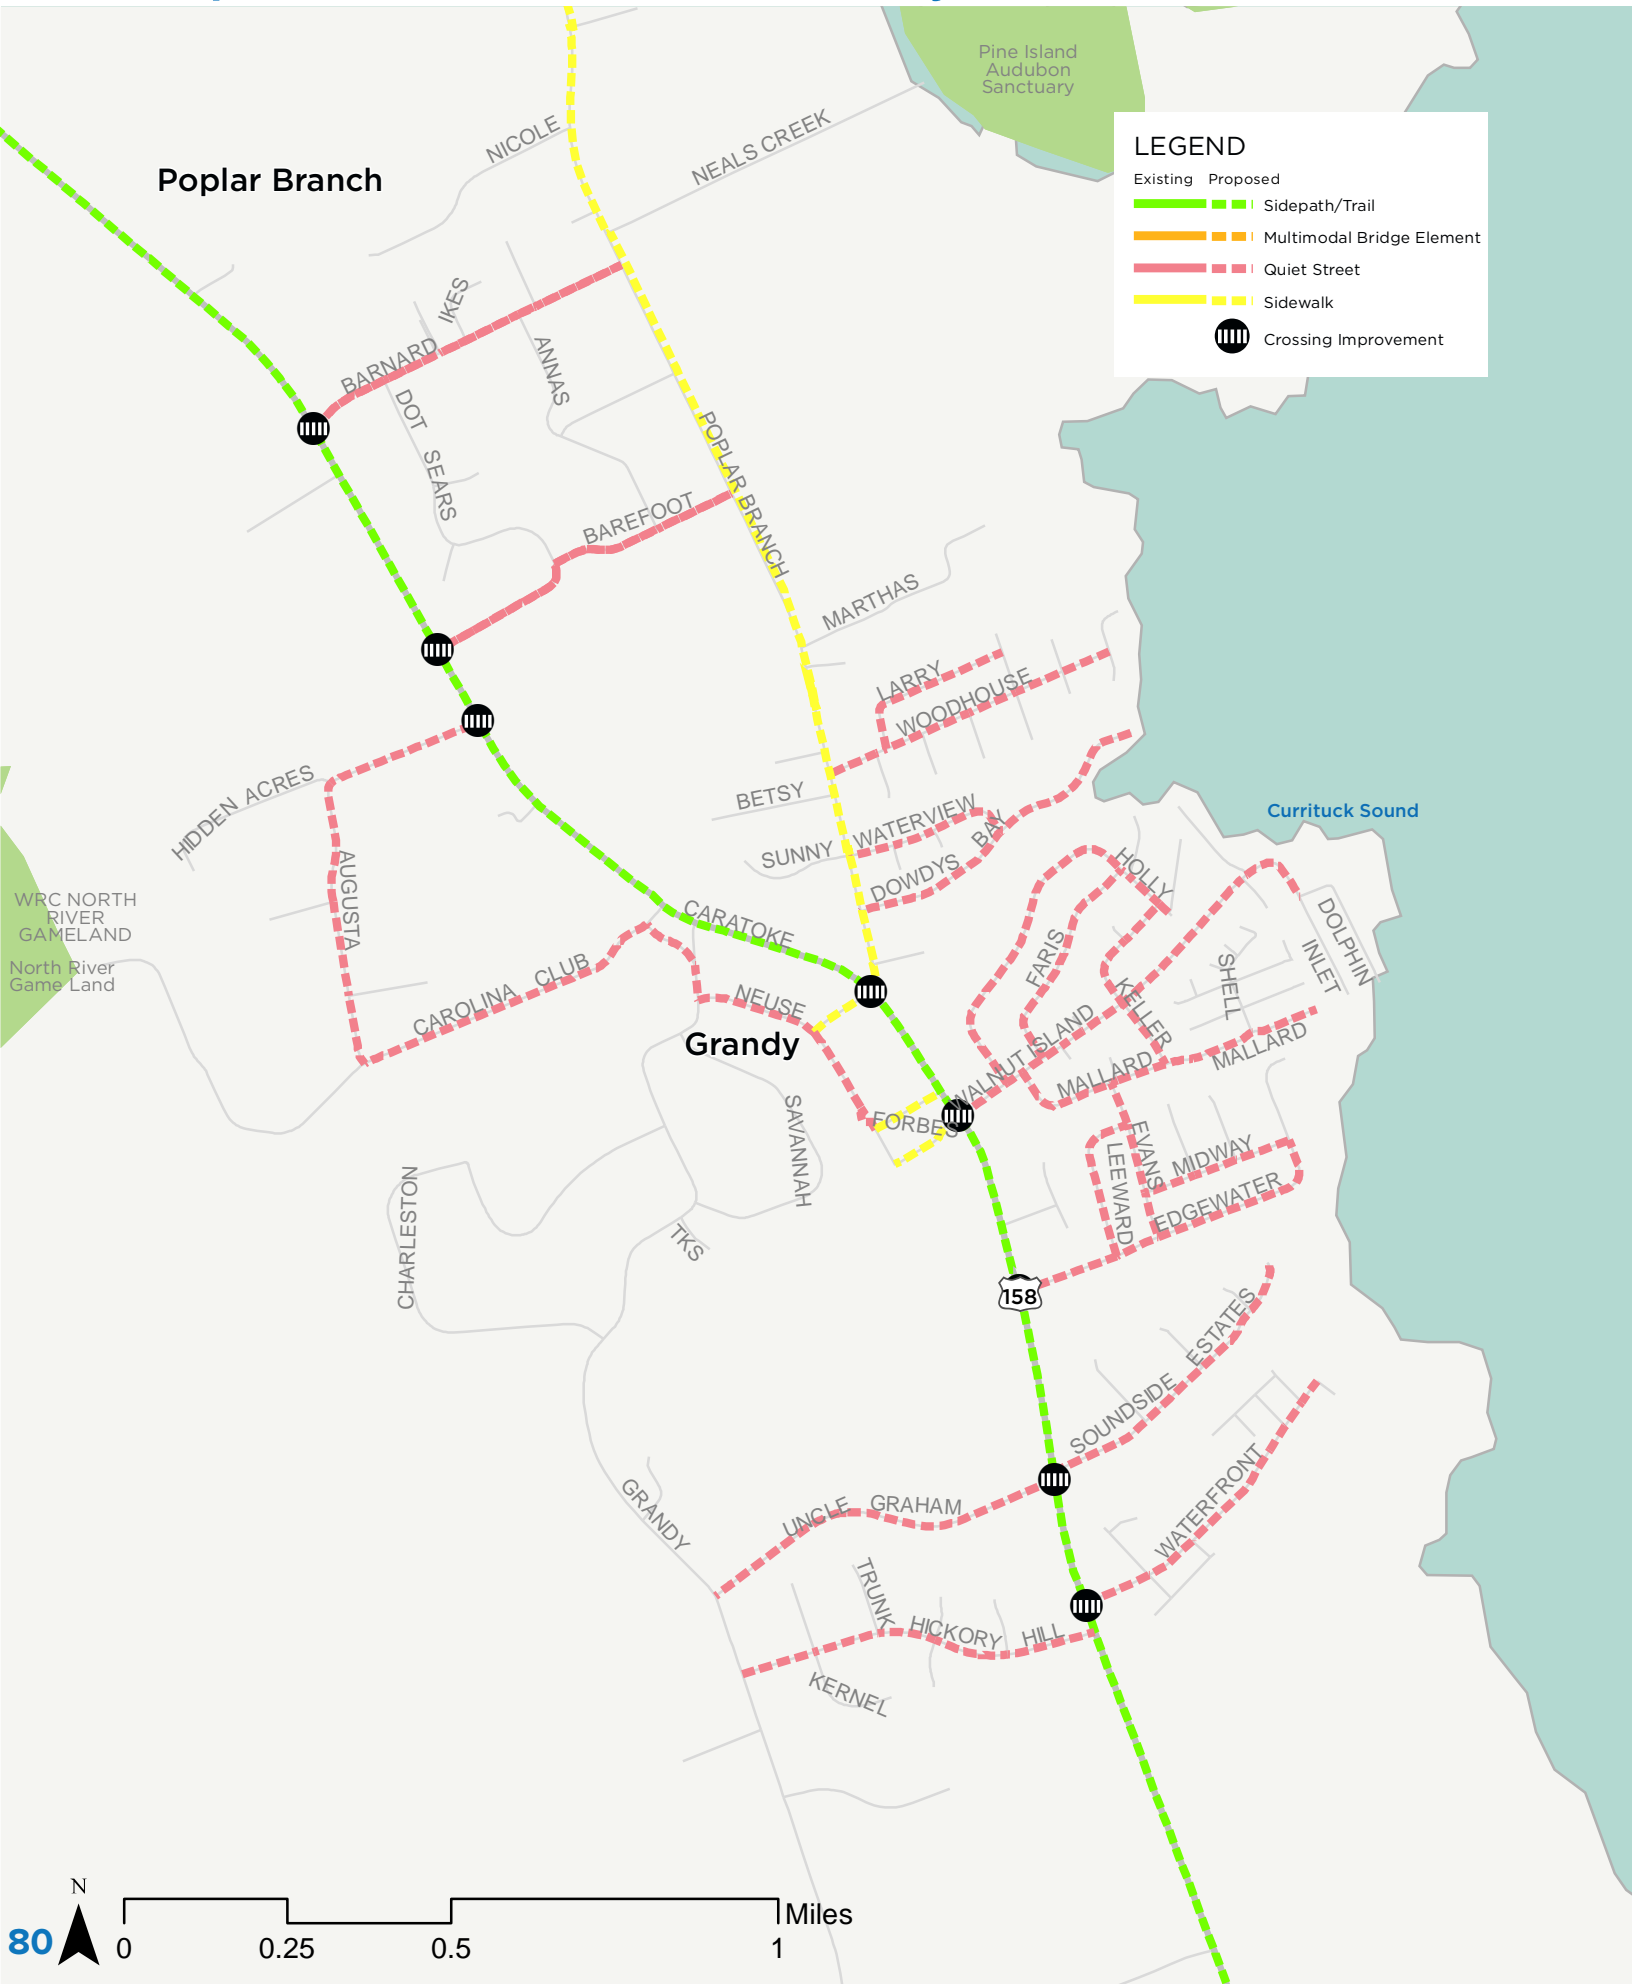 Pine Island
Audubon
Sanctuary
LEGEND
Existing Proposed
Sidepath/Trail
Multimodal Bridge Element
Quiet Street
Sidewalk
Crossing Improvement
NICOLE
NEALS CREEK
Poplar Branch
IKES
BARNARD
ANNAS
DOT
SEARS
POPLAR BRANCH
BAREFOOT
MARTHAS
LARRY
WOODHOUSE
HIDDEN ACRES
BETSY
SUNNY
WATERVIEW
BAY
DOWDYS
Currituck Sound
HOLLY
AUGUSTA
WRC NORTH
RIVER
GAMELAND
North River
Game Land
CARATOKE
FARIS
DOLPHIN
INLET
SHELL
CAROLINA CLUB
NEUSE
KELLER
Grandy
WALNUT ISLAND
MALLARD
MALLARD
SAVANNAH
FORBES
EVANS
LEEWARD
MIDWAY
EDGEWATER
CHARLESTON
TKS
158
SOUNDSIDE ESTATES
GRANDY
UNCLE GRAHAM
WATERFRONT
TRUNK
HICKORY HILL
KERNEL
N
80
Miles
0 0.25 0.5 1